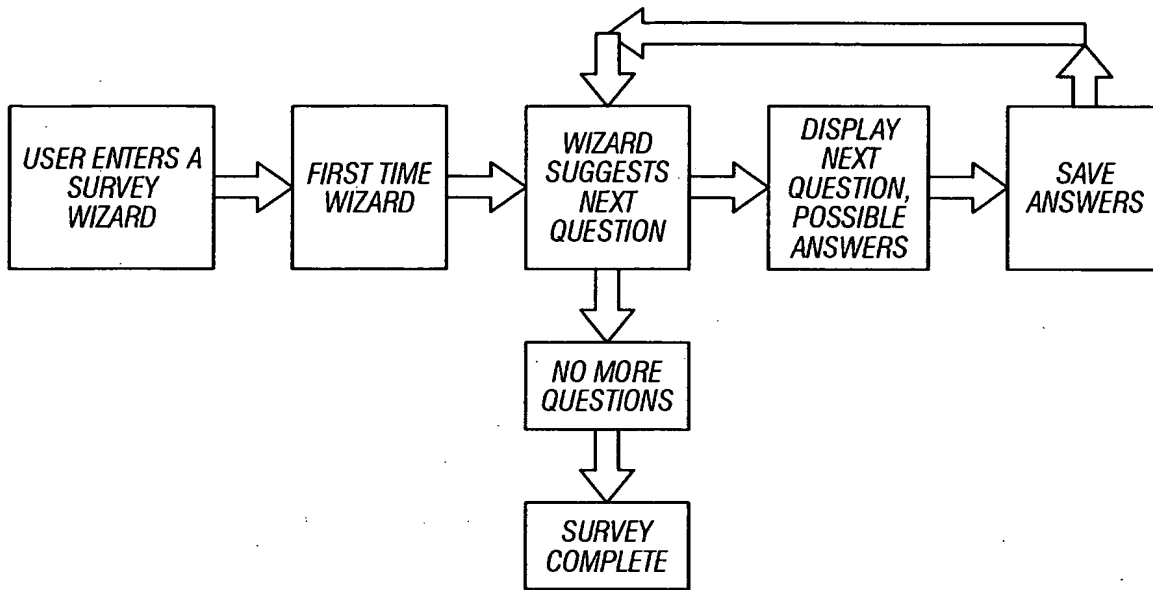 USER ENTERS A
SURVEY
WIZARD
FIRST TIME
WIZARD
WIZARD
SUGGESTS
NEXT
QUESTION
DISPLAY
NEXT
QUESTION,
POSSIBLE
ANSWERS
SAVE
ANSWERS
NO MORE
QUESTIONS
SURVEY
COMPLETE